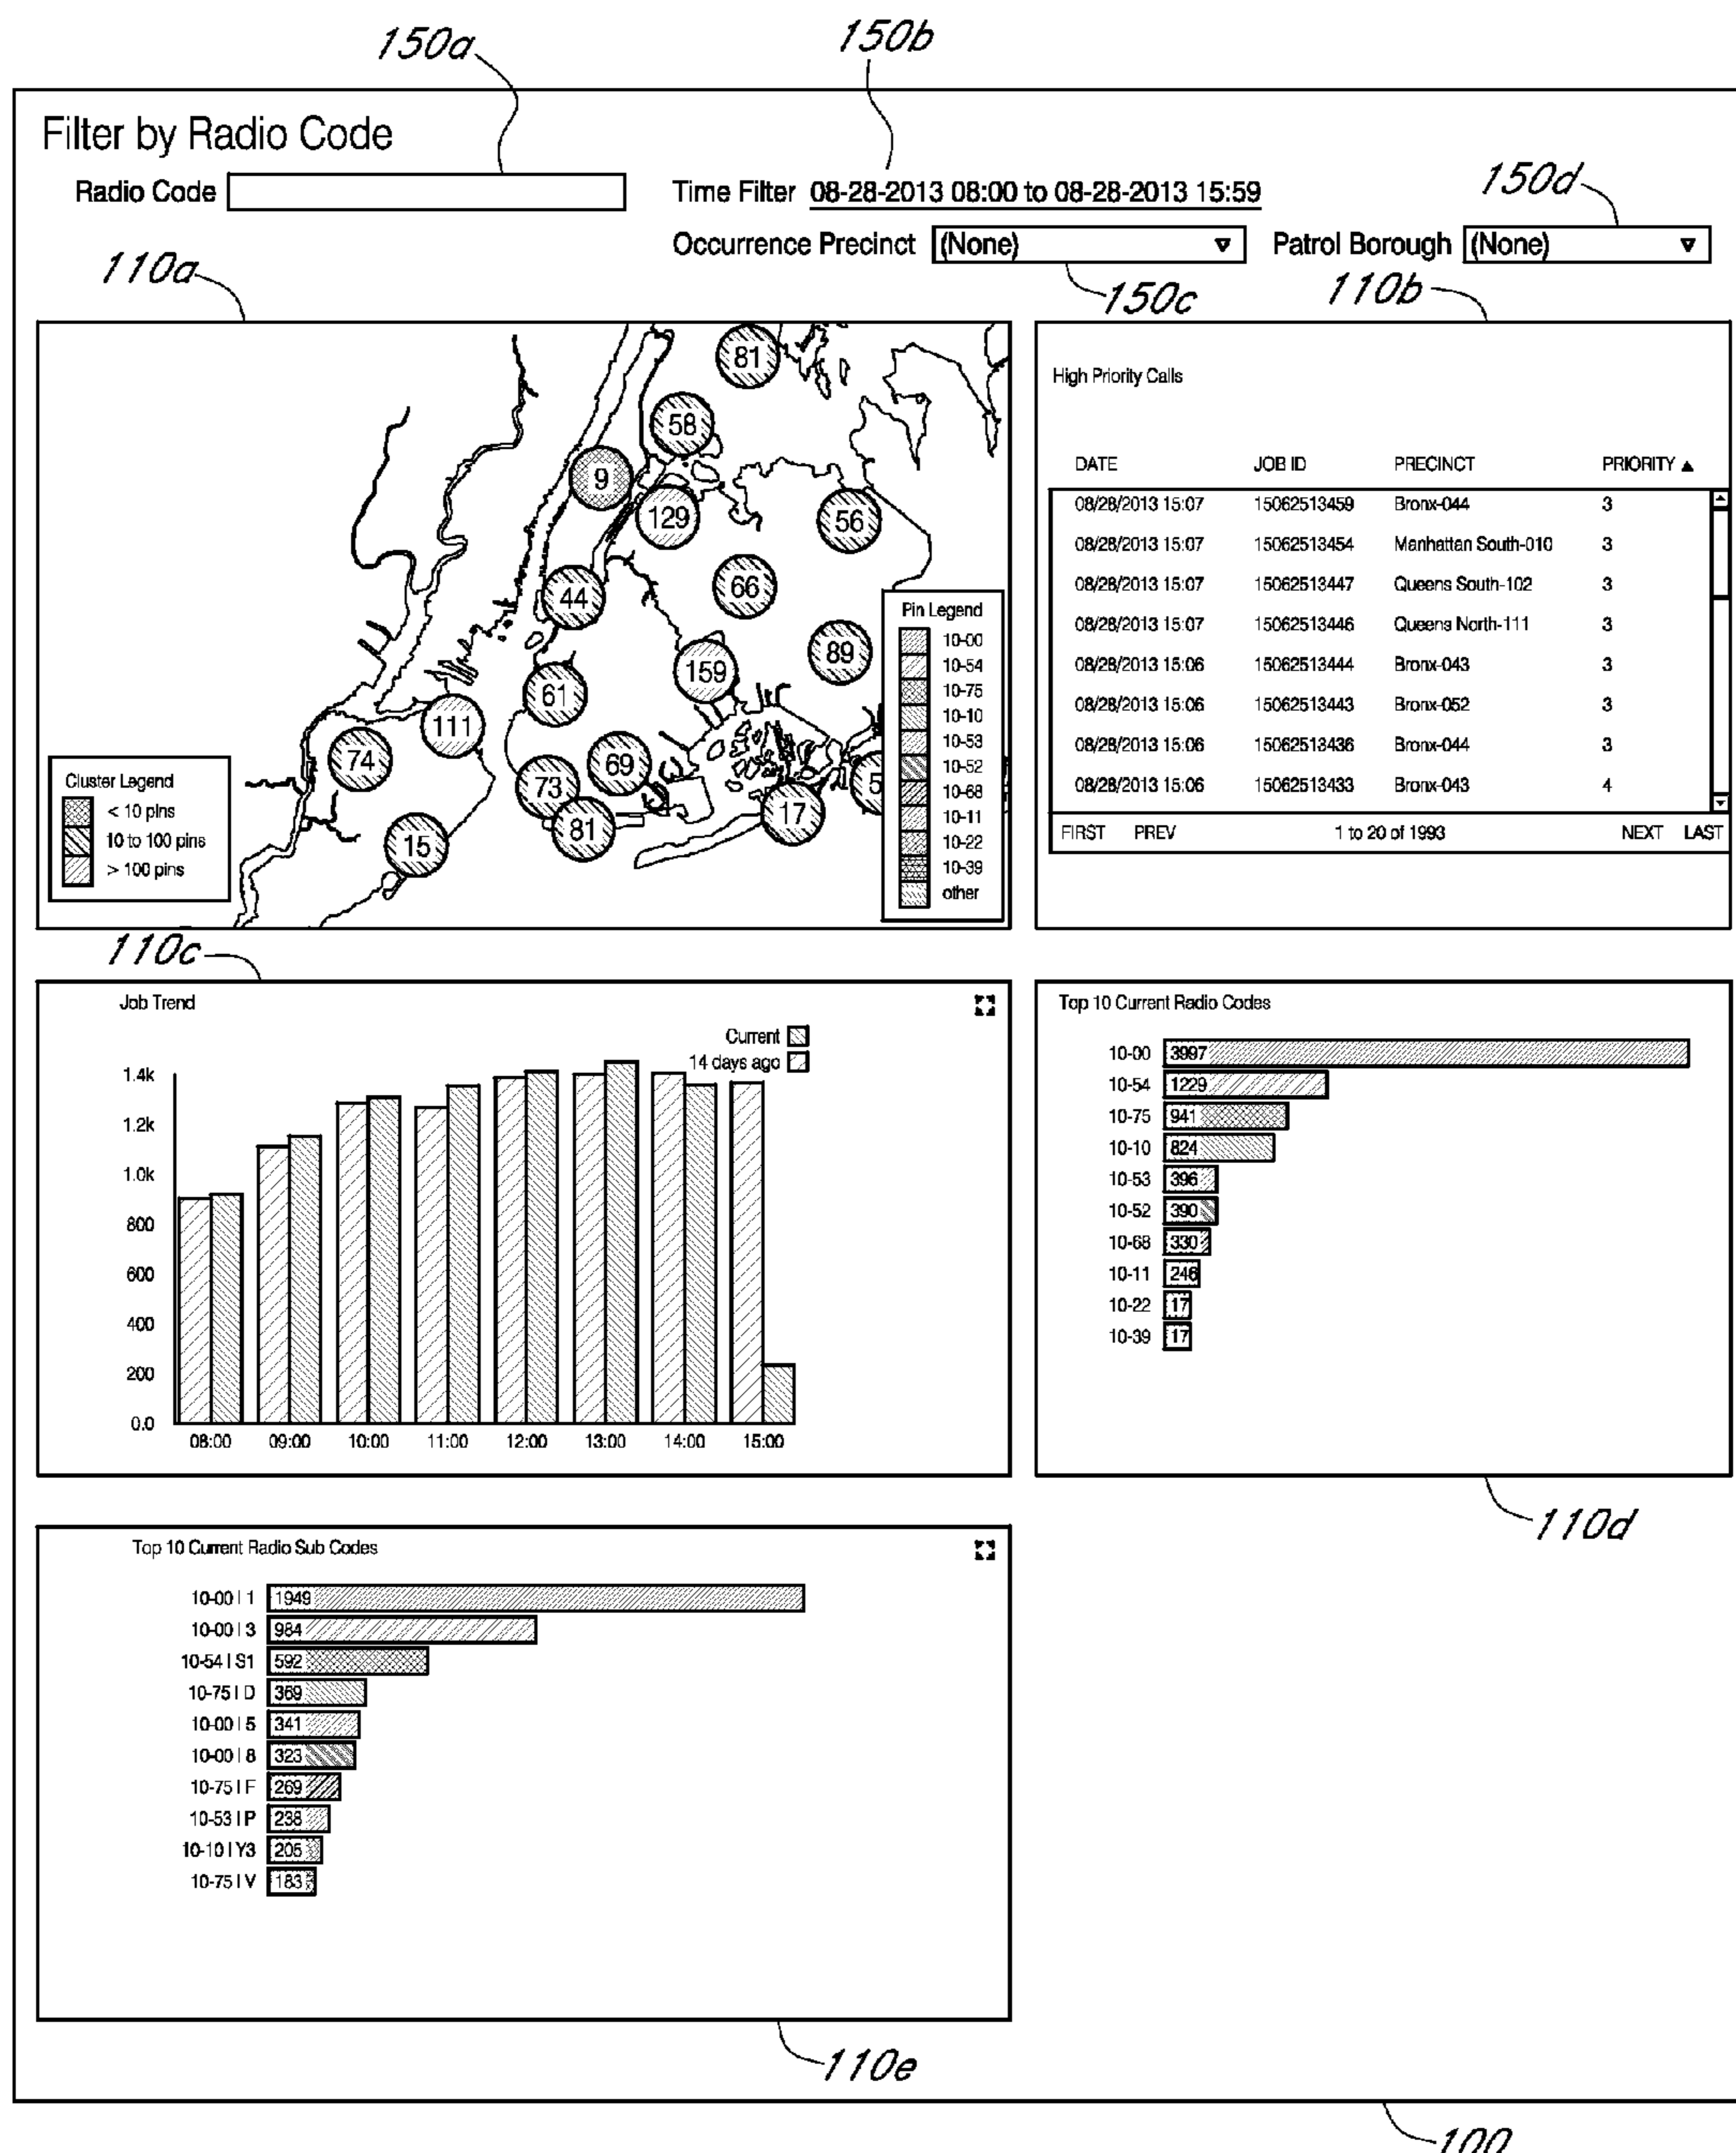 150a
150b
Filter by Radio Code
Radio Code
Time Filter 08-28-2013 08:00 to 08-28-2013 15:59
150d
Occurrence Precinct (None)
Patrol Borough (None)
110a
150c
110b
81
58
9
129
56
66
44
159
89
61
111
74
69
73
81
17
5
15
Cluster Legend
< 10 pins
10 to 100 pins
> 100 pins
Pin Legend
10-00
10-54
10-75
10-10
10-53
10-52
10-68
10-11
10-22
10-39
other
High Priority Calls
DATE JOB ID PRECINCT PRIORITY ▲
08/28/2013 15:07 15062513459 Bronx-044 3
08/28/2013 15:07 15062513454 Manhattan South-010 3
08/28/2013 15:07 15062513447 Queens South-102 3
08/28/2013 15:07 15062513446 Queens North-111 3
08/28/2013 15:06 15062513444 Bronx-043 3
08/28/2013 15:06 15062513443 Bronx-052 3
08/28/2013 15:06 15062513436 Bronx-044 3
08/28/2013 15:06 15062513433 Bronx-043 4
FIRST PREV 1 to 20 of 1993 NEXT LAST
110c
Job Trend
Current
14 days ago
1.4k
1.2k
1.0k
800
600
400
200
0.0
08:00 09:00 10:00 11:00 12:00 13:00 14:00 15:00
Top 10 Current Radio Codes
10-00 3997
10-54 1229
10-75 941
10-10 824
10-53 396
10-52 390
10-68 330
10-11 246
10-22 17
10-39 17
110d
Top 10 Current Radio Sub Codes
10-00 | 1 1949
10-00 | 3 984
10-54 | S1 592
10-75 | D 369
10-00 | 5 341
10-00 | 8 323
10-75 | F 269
10-53 | P 238
10-10 | Y3 205
10-75 | V 183
110e
100